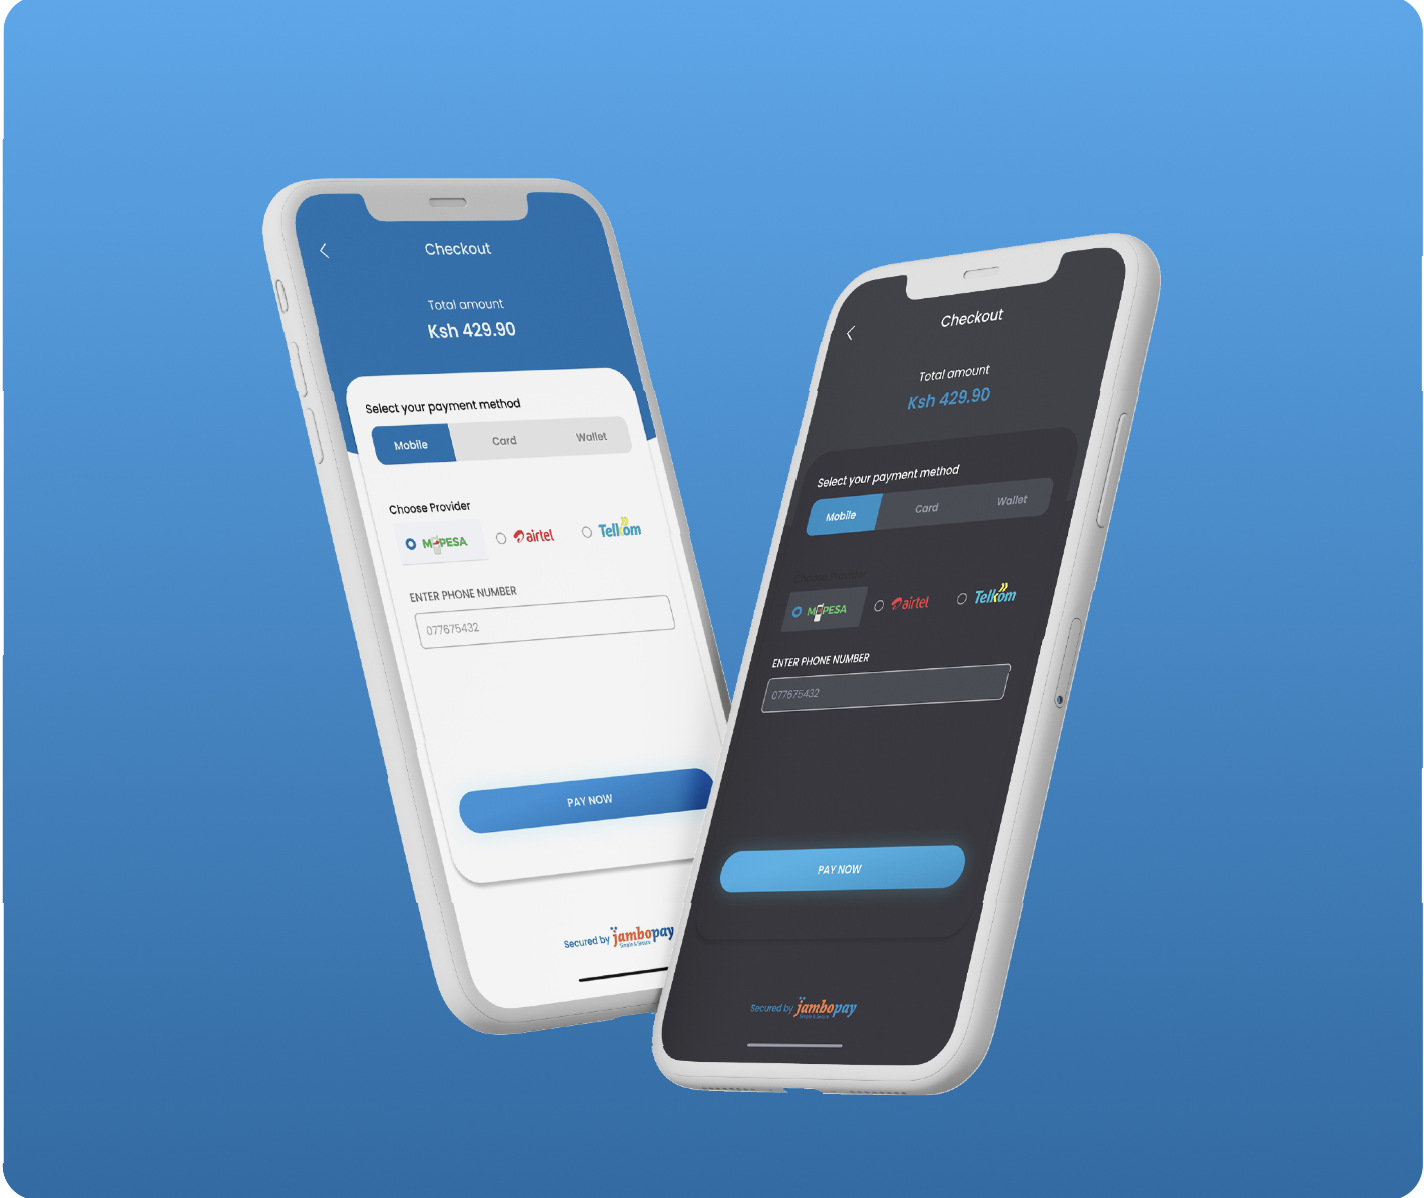 Checkout
Total amount
Ksh 429.90
Select your payment method
Mobile Card Wallet
Choose Provider
M-PESA airtel Telkom
ENTER PHONE NUMBER
077675432
PAY NOW
Secured by jambopay
Simple & Secure
Checkout
Total amount
Ksh 429.90
Select your payment method
Mobile Card Wallet
Choose Provider
M-PESA airtel Telkom
ENTER PHONE NUMBER
077675432
PAY NOW
Secured by jambopay
Simple & Secure